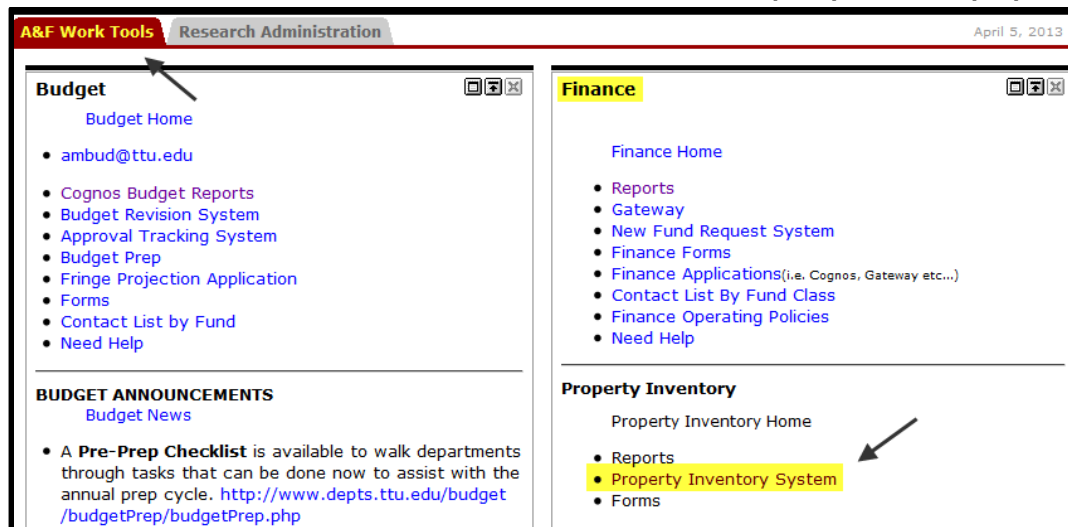 A&F Work Tools
Research Administration
April 5, 2013
Budget
Budget Home
• ambud@ttu.edu
• Cognos Budget Reports
• Budget Revision System
• Approval Tracking System
• Budget Prep
• Fringe Projection Application
• Forms
• Contact List by Fund
• Need Help
BUDGET ANNOUNCEMENTS
Budget News
• A Pre-Prep Checklist is available to walk departments
through tasks that can be done now to assist with the
annual prep cycle. http://www.depts.ttu.edu/budget
/budgetPrep/budgetPrep.php
Finance
Finance Home
• Reports
• Gateway
• New Fund Request System
• Finance Forms
• Finance Applications(i.e. Cognos, Gateway etc...)
• Contact List By Fund Class
• Finance Operating Policies
• Need Help
Property Inventory
Property Inventory Home
• Reports
• Property Inventory System
• Forms